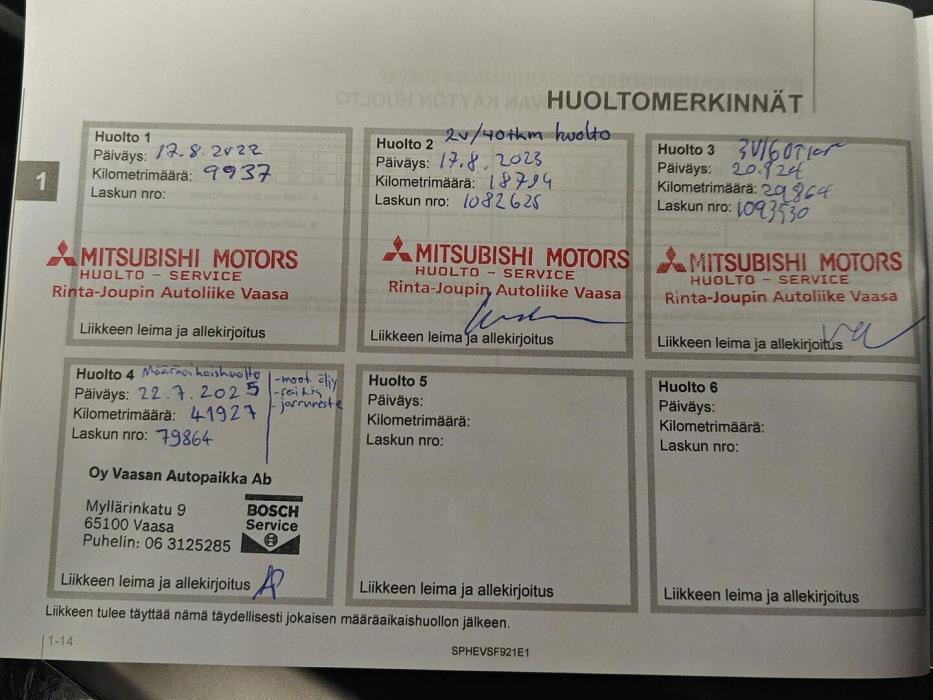 HUOLTOMERKINNÄT
1
Huolto 1
Päiväys: 17.8.2022
Kilometrimäärä: 9937
Laskun nro:
MITSUBISHI MOTORS
HUOLTO - SERVICE
Rinta-Joupin Autoliike Vaasa
Liikkeen leima ja allekirjoitus
Huolto 2 2v/40tkm huolto
Päiväys: 17.8.2023
Kilometrimäärä: 18794
Laskun nro: 1082625
MITSUBISHI MOTORS
HUOLTO - SERVICE
Rinta-Joupin Autoliike Vaasa
Liikkeen leima ja allekirjoitus
Huolto 3 3V/60Tkm
Päiväys: 20.924
Kilometrimäärä: 29864
Laskun nro: 1093530
MITSUBISHI MOTORS
HUOLTO - SERVICE
Rinta-Joupin Autoliike Vaasa
Liikkeen leima ja allekirjoitus
Huolto 4 Määräaikaishuolto
Päiväys: 22.7.2025
Kilometrimäärä: 41927
Laskun nro: 79864
-moot. öljy
-jarruneste
Oy Vaasan Autopaikka Ab
Myllärinkatu 9
65100 Vaasa
Puhelin: 06 3125285
BOSCH
Service
Liikkeen leima ja allekirjoitus
Huolto 5
Päiväys:
Kilometrimäärä:
Laskun nro:
Liikkeen leima ja allekirjoitus
Huolto 6
Päiväys:
Kilometrimäärä:
Laskun nro:
Liikkeen leima ja allekirjoitus
Liikkeen tulee täyttää nämä täydellisesti jokaisen määräaikaishuollon jälkeen.
1-14
SPHEVSF921E1